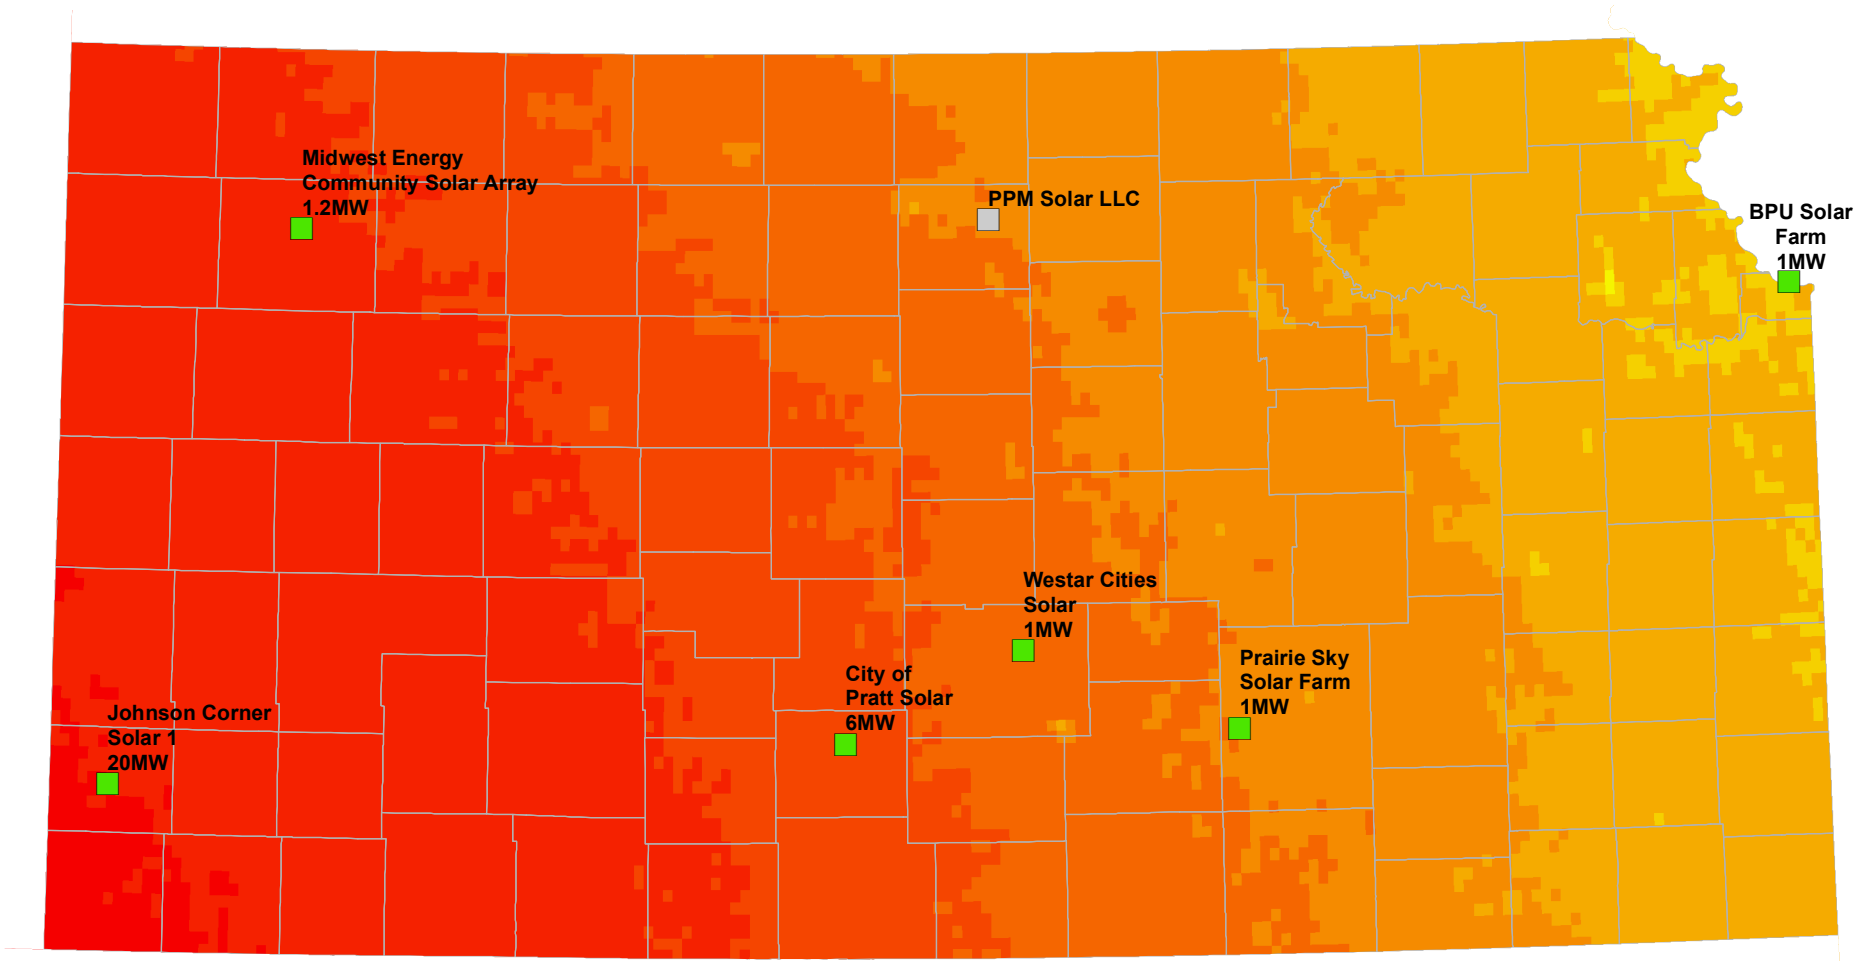 Midwest Energy
Community Solar Array
1.2MW
PPM Solar LLC
BPU Solar
Farm
1MW
Westar Cities
Solar
1MW
Prairie Sky
Solar Farm
1MW
City of
Pratt Solar
6MW
Johnson Corner
Solar 1
20MW